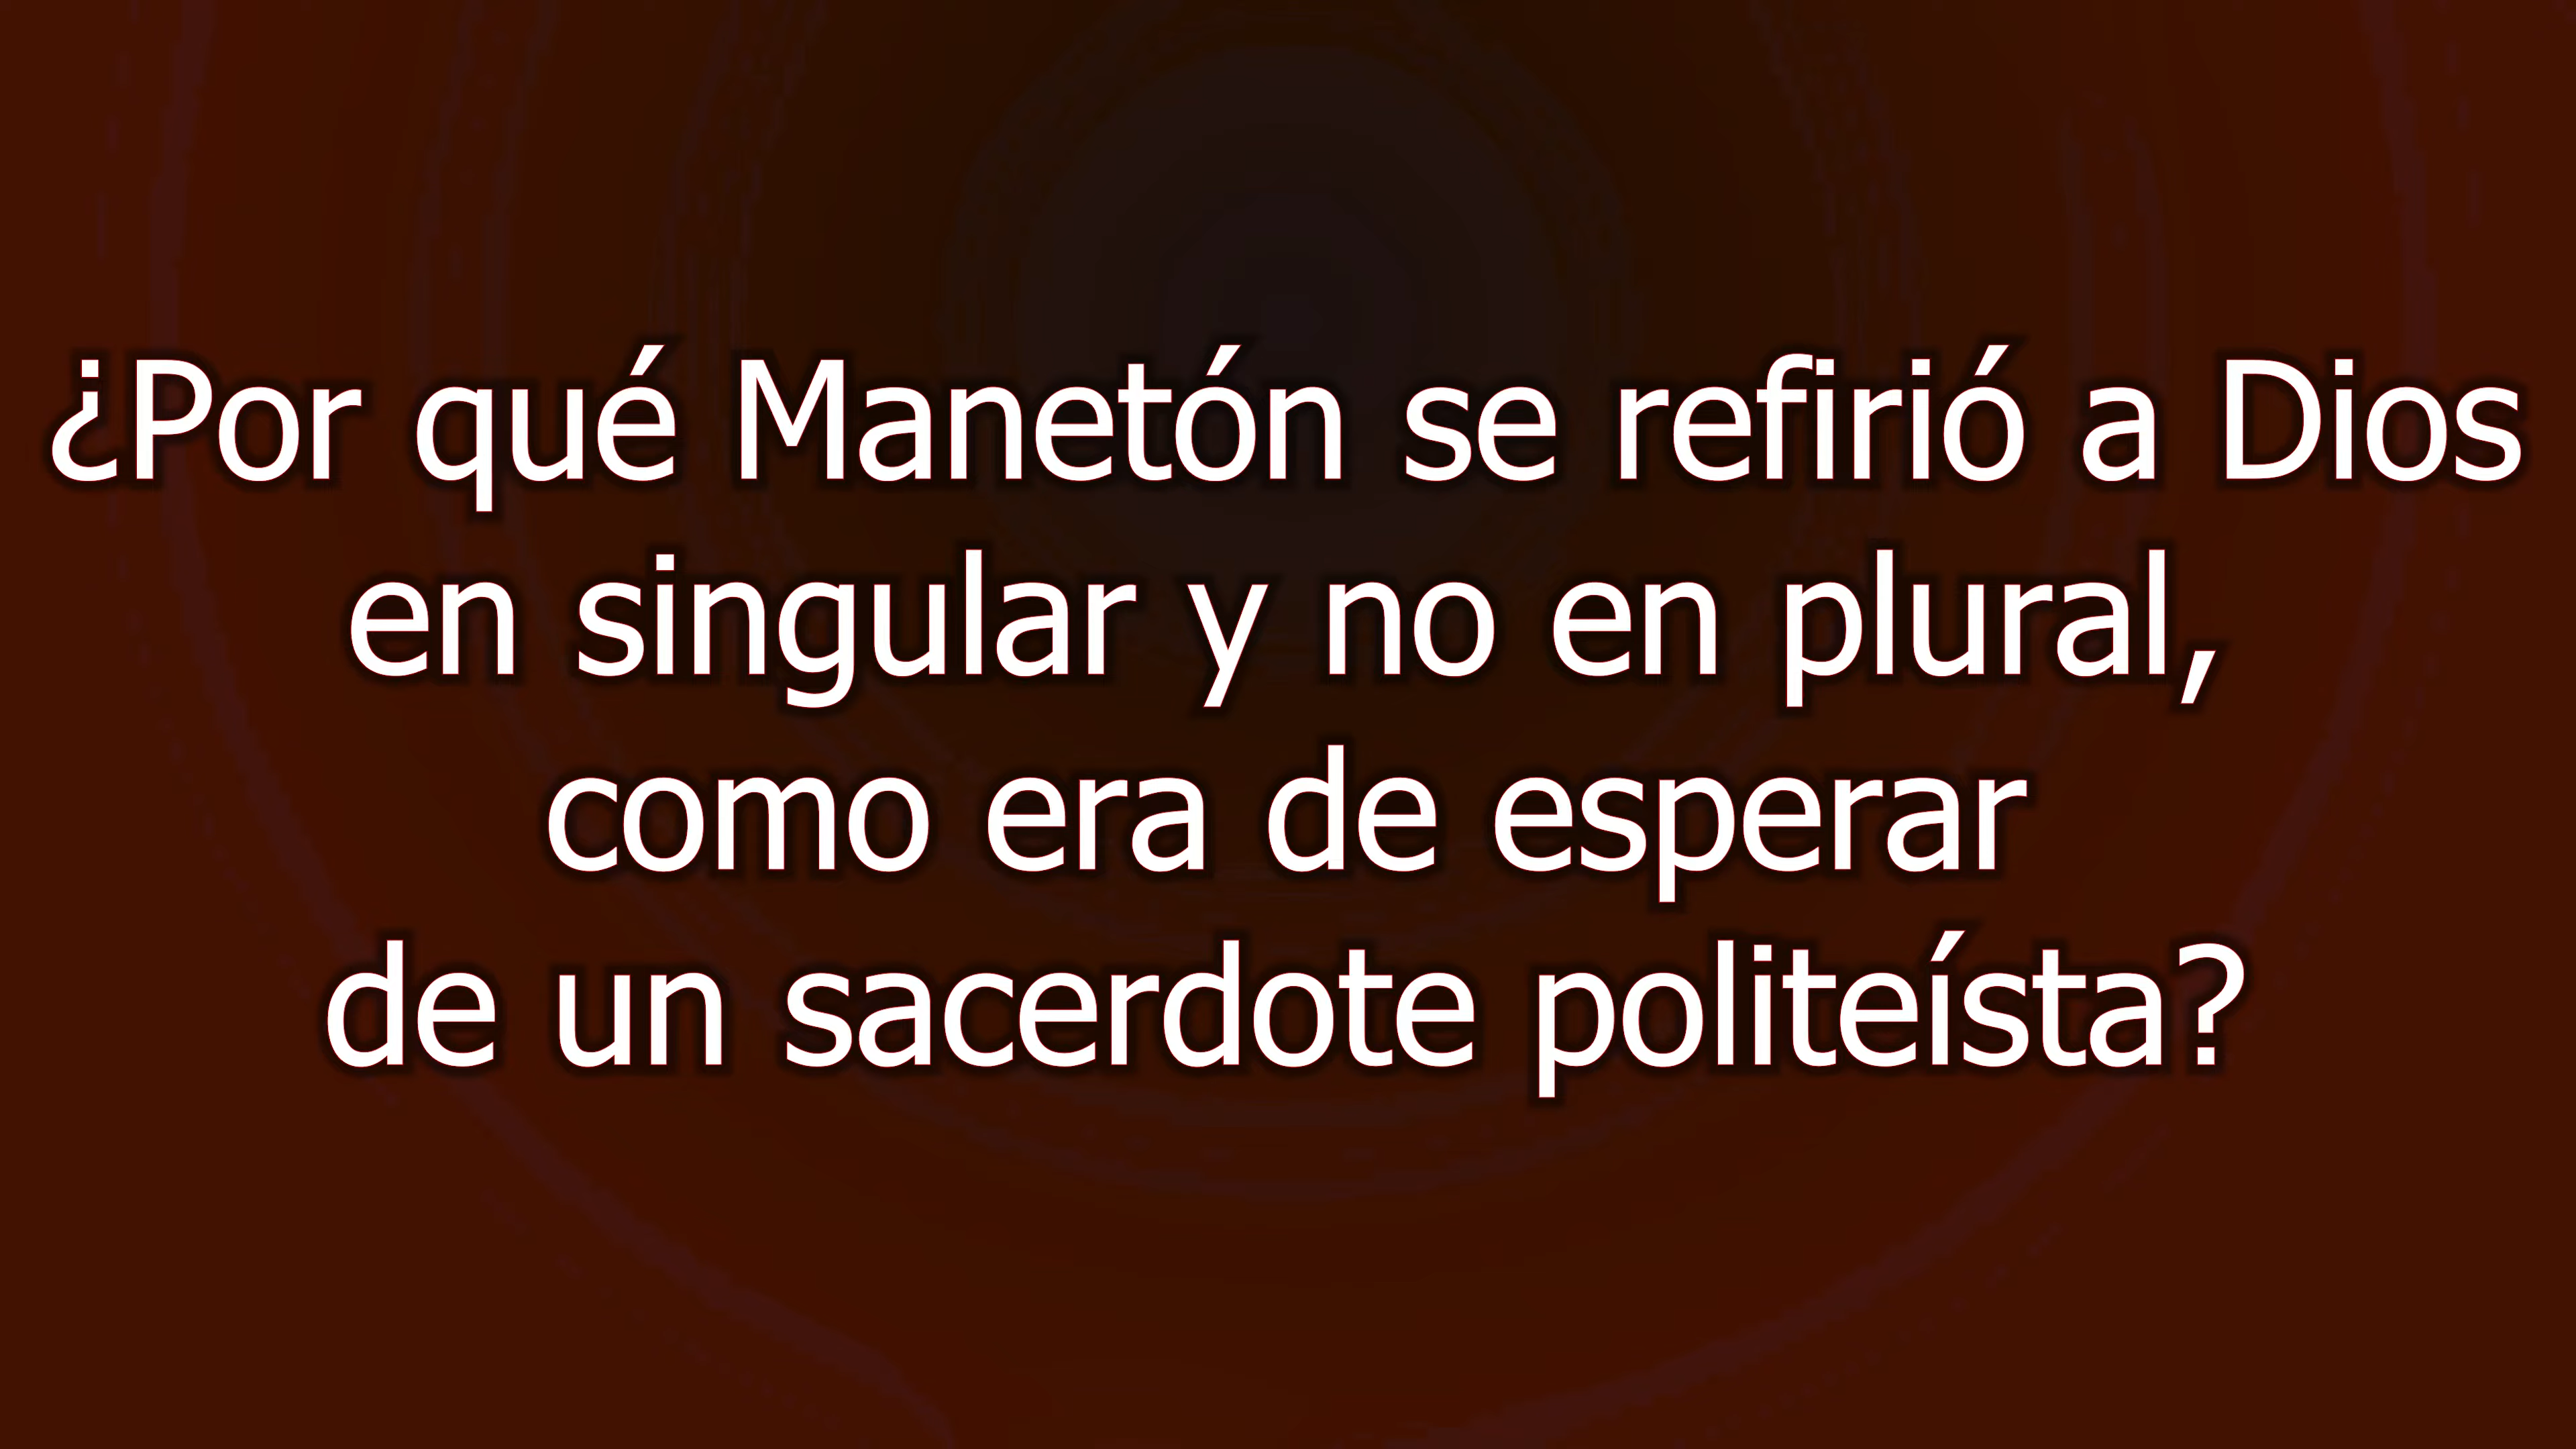 ¿Por qué Manetón se refirió a Dios
en singular y no en plural,
como era de esperar
de un sacerdote politeísta?